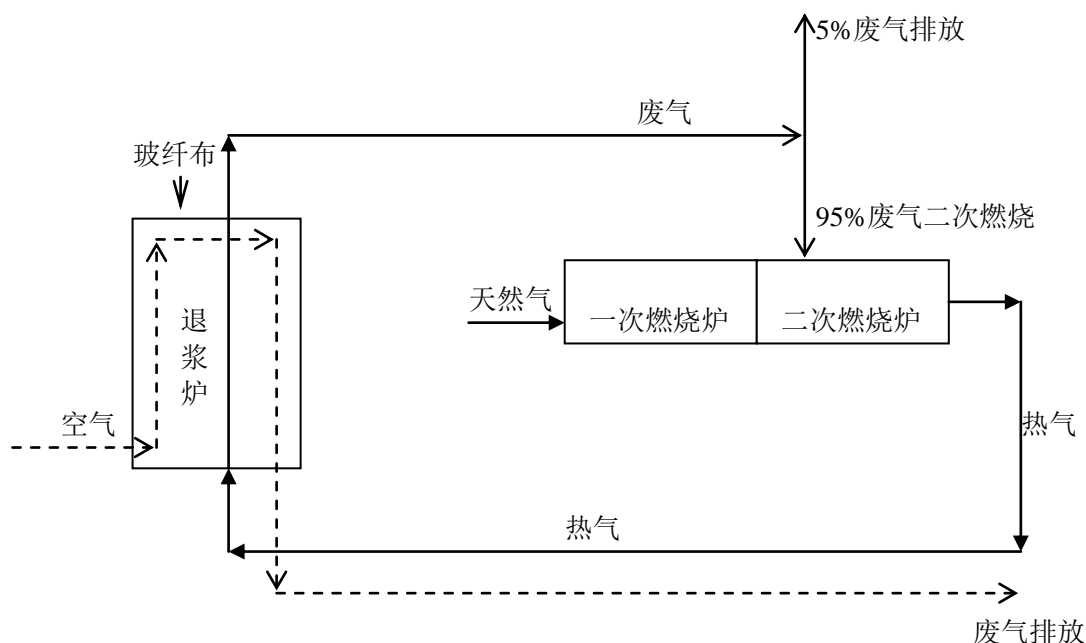 5%废气排放
废气
玻纤布
95%废气二次燃烧
天然气
一次燃烧炉
二次燃烧炉
退
浆
炉
空气
热气
热气
废气排放